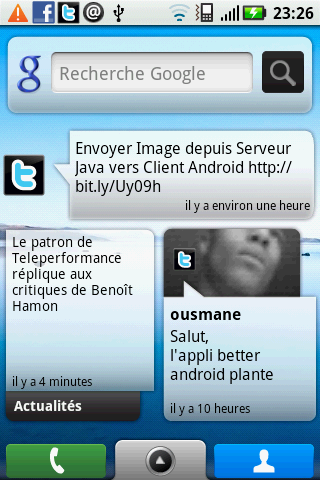 23:26
g Recherche Google
Envoyer Image depuis Serveur
Java vers Client Android http://
bit.ly/Uy09h
il y a environ une heure
Le patron de
Teleperformance
réplique aux
critiques de Benoît
Hamon
il y a 4 minutes
Actualités
ousmane
Salut,
l'appli better
android plante
il y a 10 heures